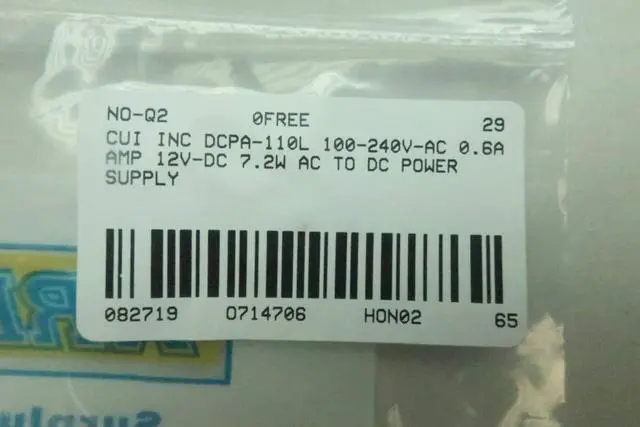 NO-Q2 0FREE 29
CUI INC DCPA-110L 100-240V-AC 0.6A
AMP 12V-DC 7.2W AC TO DC POWER
SUPPLY
082719 0714706 HON02 65